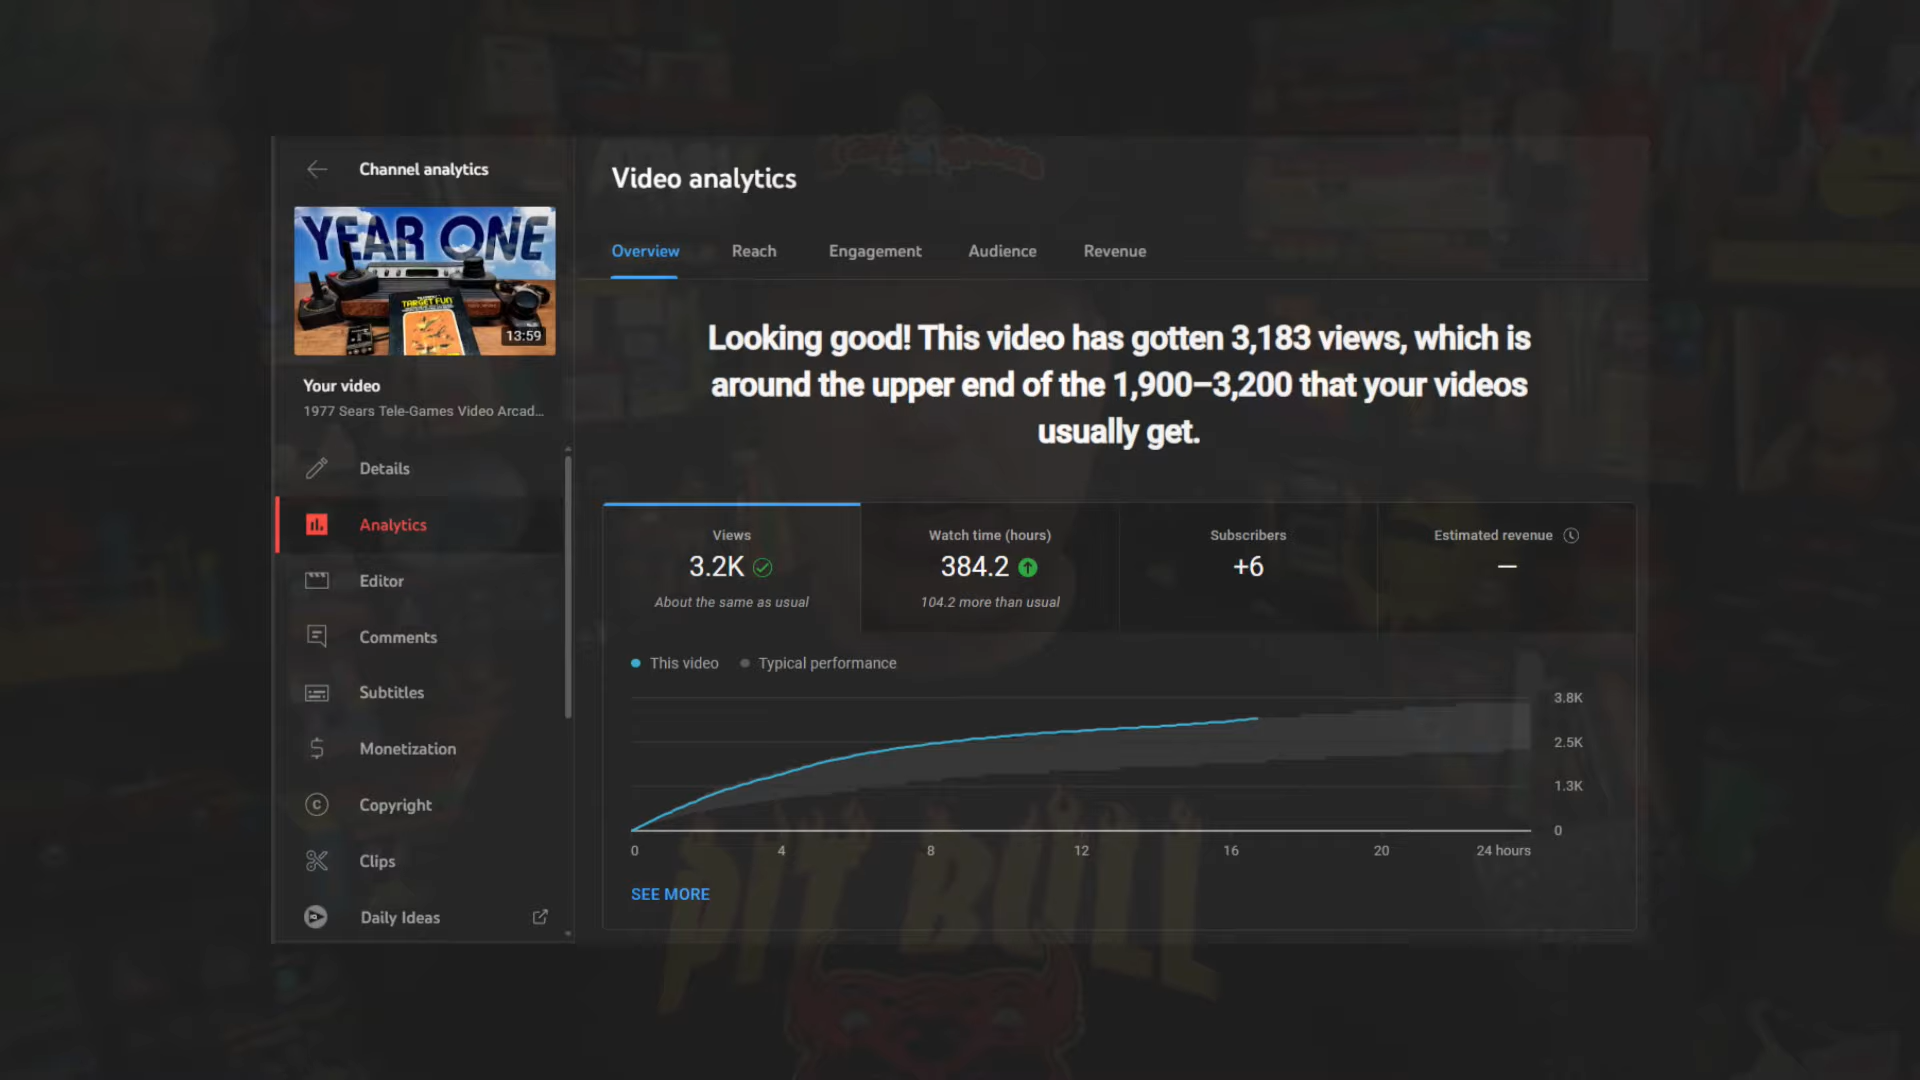 Channel analytics
YEAR ONE
TARGET FUN
13:59
Your video
1977 Sears Tele-Games Video Arcad...
Details
Analytics
Editor
Comments
Subtitles
Monetization
Copyright
Clips
Daily Ideas
Video analytics
Overview
Reach
Engagement
Audience
Revenue
Looking good! This video has gotten 3,183 views, which is
around the upper end of the 1,900–3,200 that your videos
usually get.
Views
3.2K
About the same as usual
Watch time (hours)
384.2
104.2 more than usual
Subscribers
+6
Estimated revenue
—
This video
Typical performance
3.8K
2.5K
1.3K
0
0
4
8
12
16
20
24 hours
SEE MORE
PIT BULL